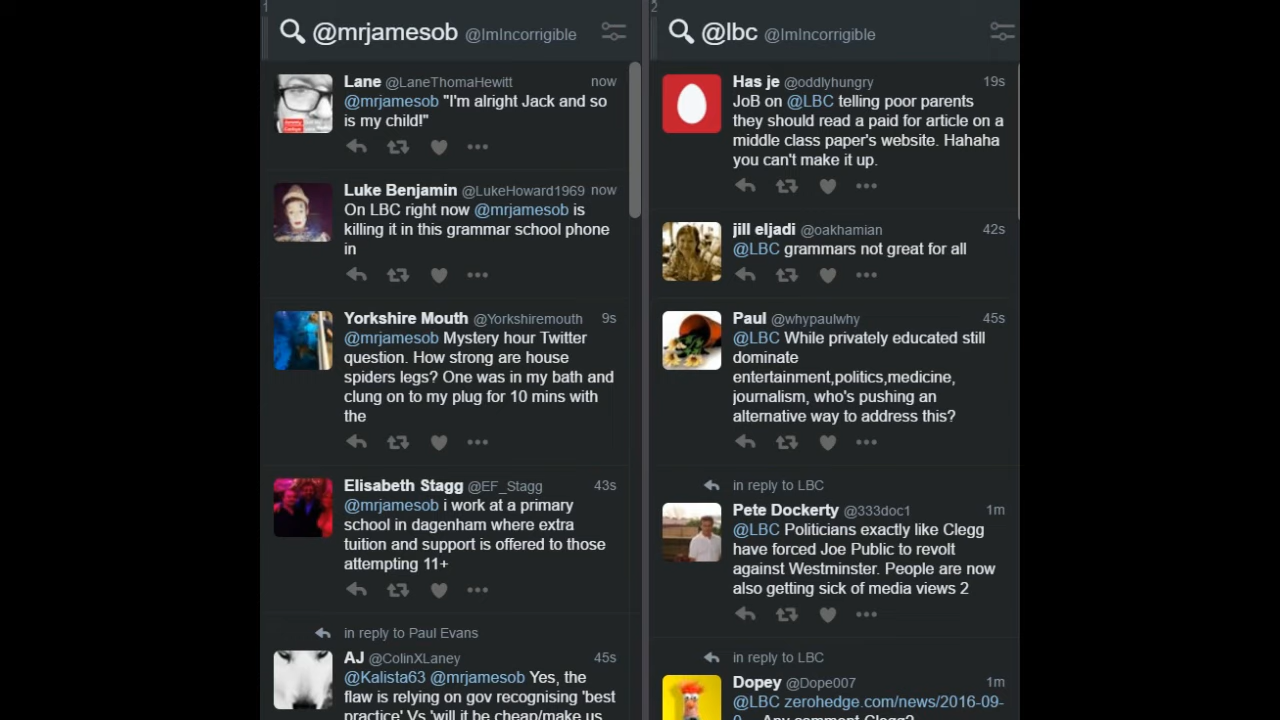 1
@mrjamesob @ImIncorrigible
Lane @LaneThomaHewitt now
@mrjamesob "I'm alright Jack and so
is my child!"
Luke Benjamin @LukeHoward1969 now
On LBC right now @mrjamesob is
killing it in this grammar school phone
in
Yorkshire Mouth @Yorkshiremouth 9s
@mrjamesob Mystery hour Twitter
question. How strong are house
spiders legs? One was in my bath and
clung on to my plug for 10 mins with
the
Elisabeth Stagg @EF_Stagg 43s
@mrjamesob i work at a primary
school in dagenham where extra
tuition and support is offered to those
attempting 11+
in reply to Paul Evans
AJ @ColinXLaney 45s
@Kalista63 @mrjamesob Yes, the
flaw is relying on gov recognising 'best
practice' Vs 'will it be cheap/make us
2
@lbc @ImIncorrigible
Has je @oddlyhungry 19s
JoB on @LBC telling poor parents
they should read a paid for article on a
middle class paper's website. Hahaha
you can't make it up.
jill eljadi @oakhamian 42s
@LBC grammars not great for all
Paul @whypaulwhy 45s
@LBC While privately educated still
dominate
entertainment,politics,medicine,
journalism, who's pushing an
alternative way to address this?
in reply to LBC
Pete Dockerty @333doc1 1m
@LBC Politicians exactly like Clegg
have forced Joe Public to revolt
against Westminster. People are now
also getting sick of media views 2
in reply to LBC
Dopey @Dope007 1m
@LBC zerohedge.com/news/2016-09-
0... Any comment Clegg?